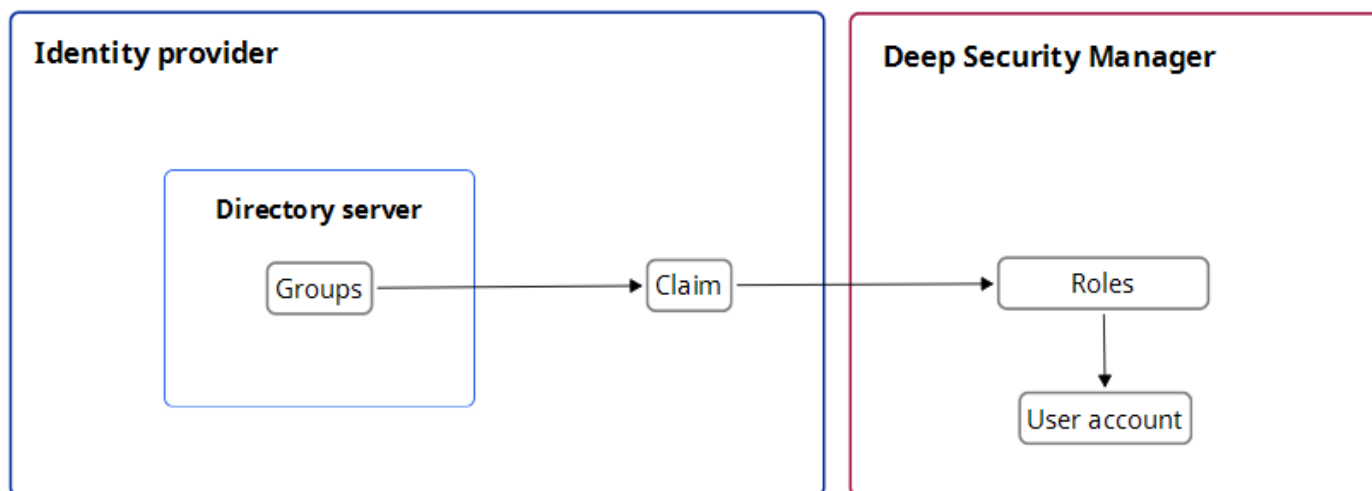 Identity provider
Deep Security Manager
Directory server
Groups
Claim
Roles
User account